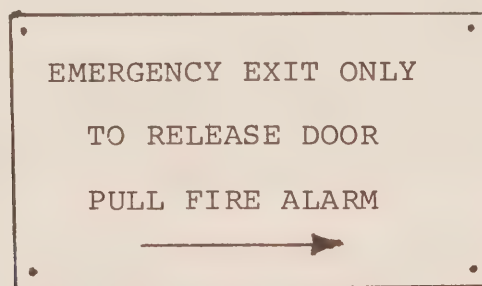 EMERGENCY EXIT ONLY
TO RELEASE DOOR
PULL FIRE ALARM